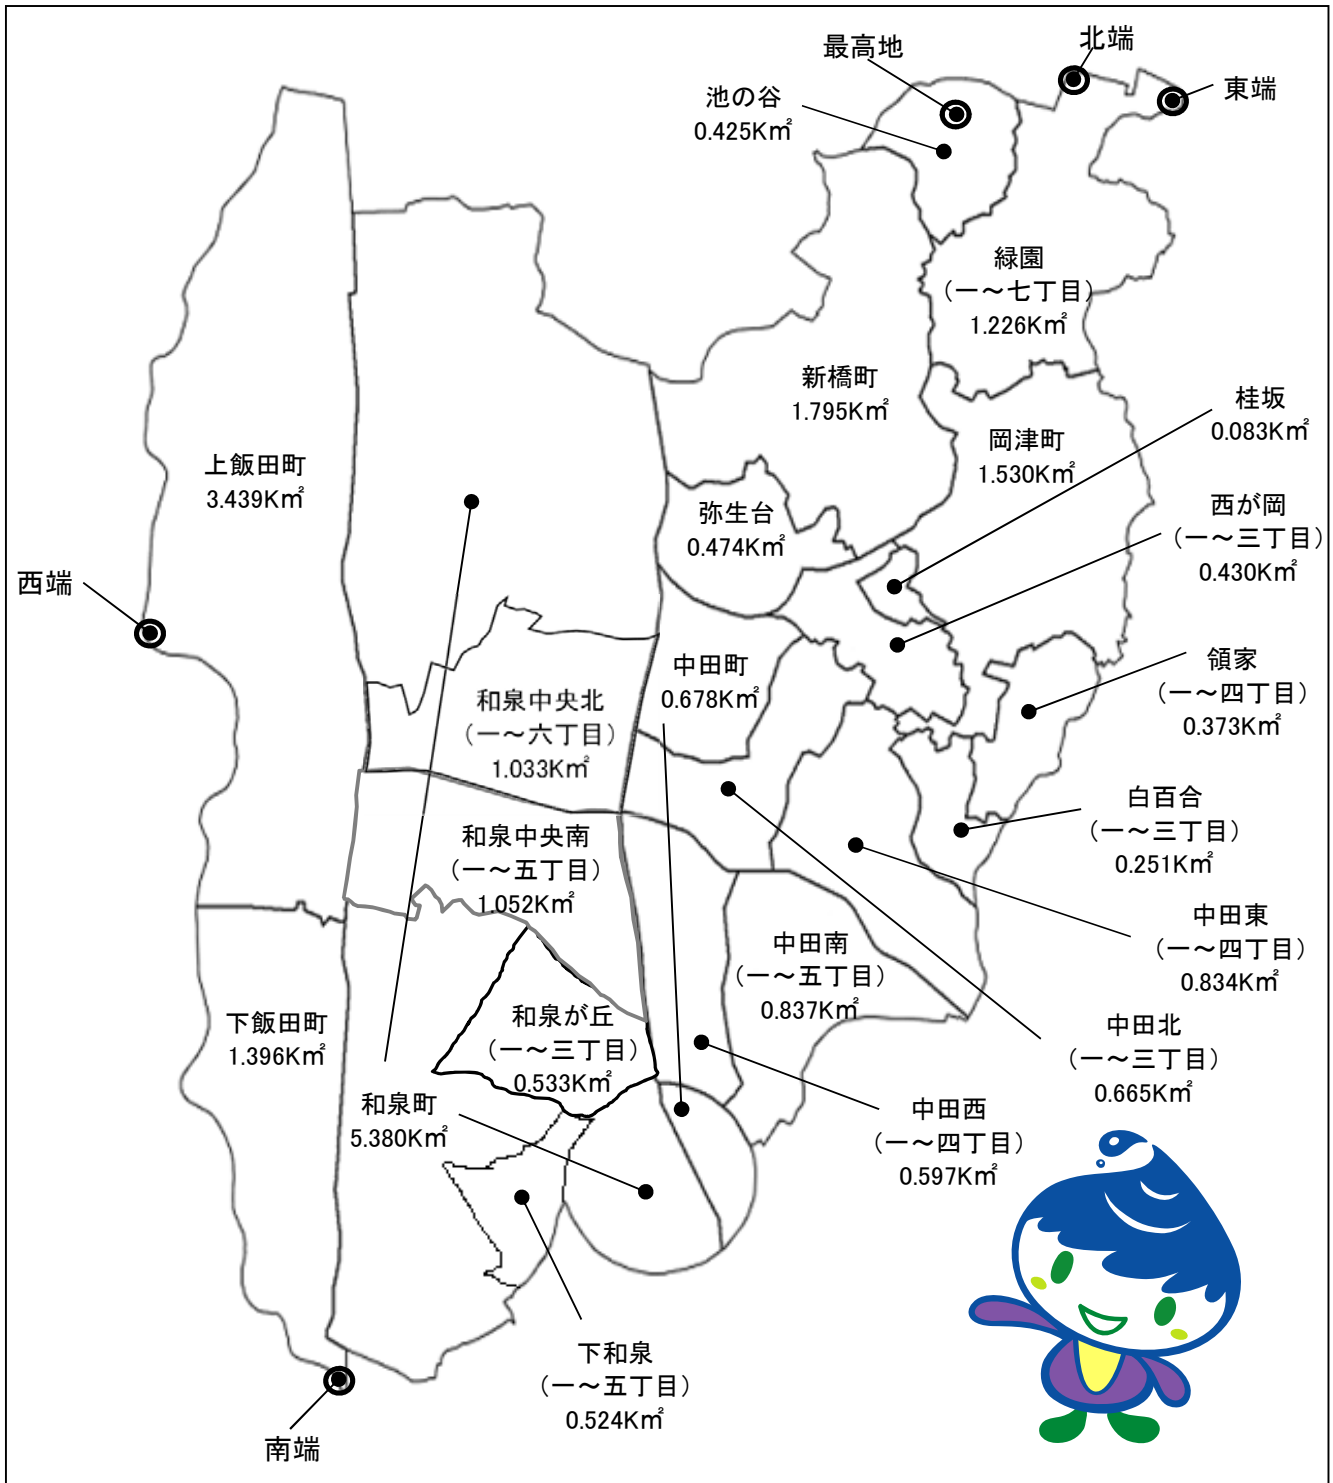 北端
最高地
東端
池の谷
0.425K㎡
緑園
(一～七丁目)
1.226K㎡
新橋町
1.795K㎡
桂坂
0.083K㎡
岡津町
1.530K㎡
上飯田町
3.439K㎡
西が岡
(一～三丁目)
0.430K㎡
弥生台
0.474K㎡
西端
領家
(一～四丁目)
0.373K㎡
中田町
0.678K㎡
和泉中央北
(一～六丁目)
1.033K㎡
白百合
(一～三丁目)
0.251K㎡
和泉中央南
(一～五丁目)
1.052K㎡
中田東
(一～四丁目)
0.834K㎡
中田南
(一～五丁目)
0.837K㎡
下飯田町
1.396K㎡
和泉が丘
(一～三丁目)
0.533K㎡
中田北
(一～三丁目)
0.665K㎡
和泉町
5.380K㎡
中田西
(一～四丁目)
0.597K㎡
下和泉
(一～五丁目)
0.524K㎡
南端